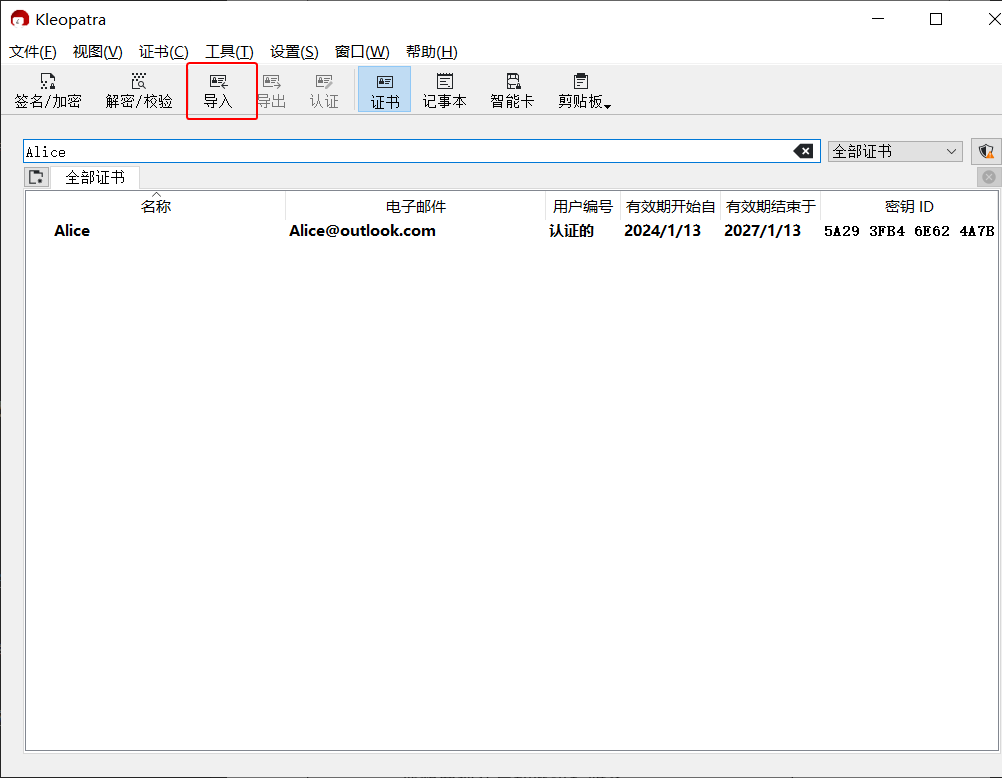 Kleopatra
文件(F) 视图(V) 证书(C) 工具(T) 设置(S) 窗口(W) 帮助(H)
签名/加密 解密/校验 导入 导出 认证 证书 记事本 智能卡 剪贴板
Alice 全部证书
全部证书
名称 电子邮件 用户编号 有效期开始自 有效期结束于 密钥 ID
Alice Alice@outlook.com 认证的 2024/1/13 2027/1/13 5A29 3FB4 6E62 4A7B